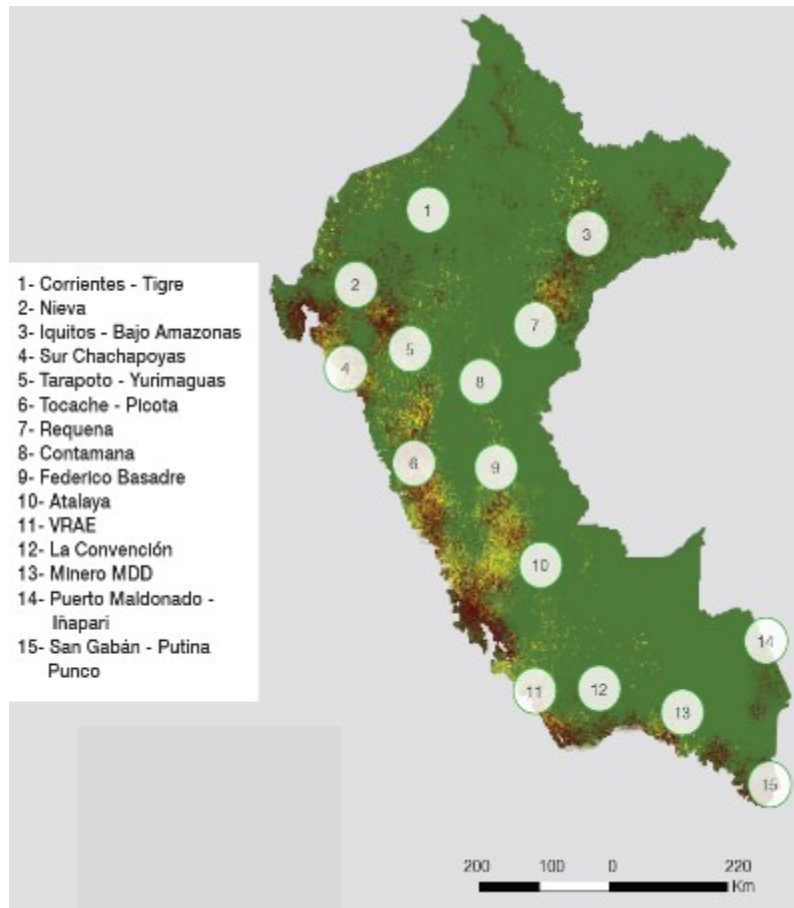 1
2
3
4
5
6
7
8
9
10
11
12
13
14
15
1- Corrientes - Tigre
2- Nieva
3- Iquitos - Bajo Amazonas
4- Sur Chachapoyas
5- Tarapoto - Yurimaguas
6- Tocache - Picota
7- Requena
8- Contamana
9- Federico Basadre
10- Atalaya
11- VRAE
12- La Convención
13- Minero MDD
14- Puerto Maldonado -
Iñapari
15- San Gabán - Putina
Punco
200 100 0 220
Km